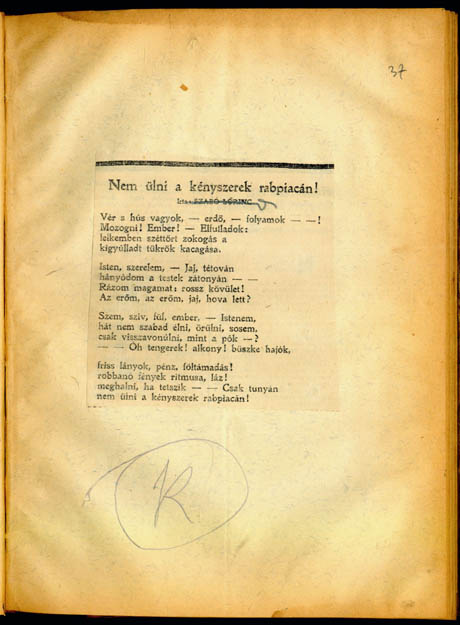 37
Nem ülni a kényszerek rabpiacán!
Irta: SZABÓ LŐRINC
Vér s hús vagyok, — erdő, — folyamok — —!
Mozogni! Ember! — Elfulladok:
lelkemben széttört zokogás a
kigyúlladt tükrök kacagása.
Isten, szerelem, — Jaj, tétován
hányódom a testek zátonyán — —
Rázom magamat: rossz kövület!
Az erőm, az erőm, jaj, hova lett?
Szem, sziv, fül, ember, — Istenem,
hát nem szabad élni, örülni, sosem,
csak visszavonúlni, mint a pók —?
— — Óh tengerek! alkony! büszke hajók,
friss lányok, pénz, föltámadás!
robbanó fények ritmusa, láz!
meghalni, ha tetszik — — Csak tunyán
nem ülni a kényszerek rabpiacán!
K